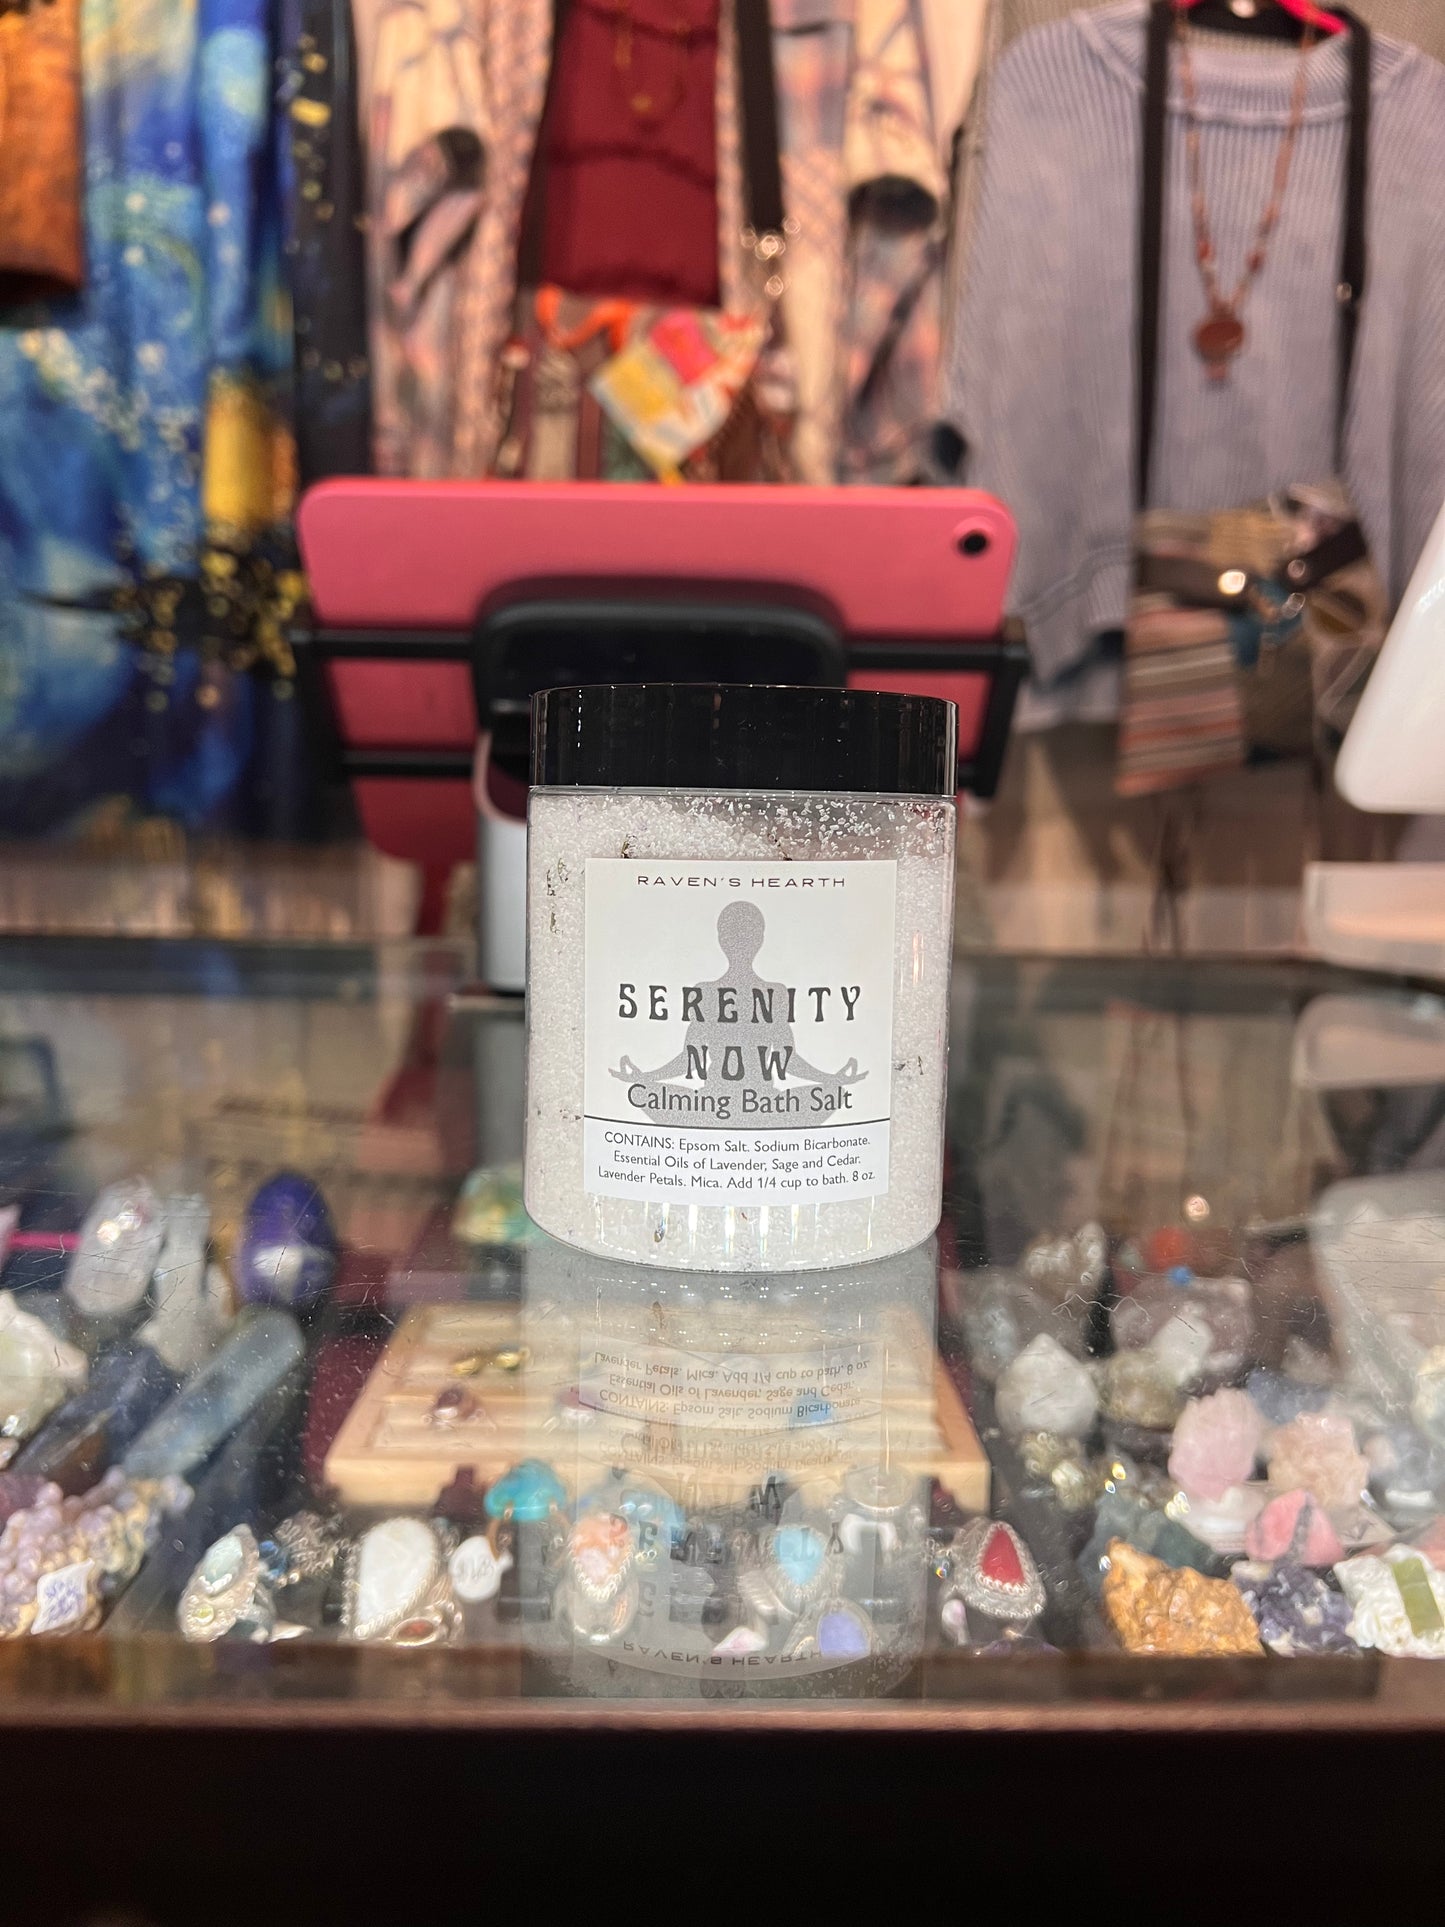 RAVEN'S HEARTH
SERENITY
NOW
Calming Bath Salt
CONTAINS: Epsom Salt. Sodium Bicarbonate.
Essential Oils of Lavender, Sage and Cedar.
Lavender Petals. Mica. Add 1/4 cup to bath. 8 oz.